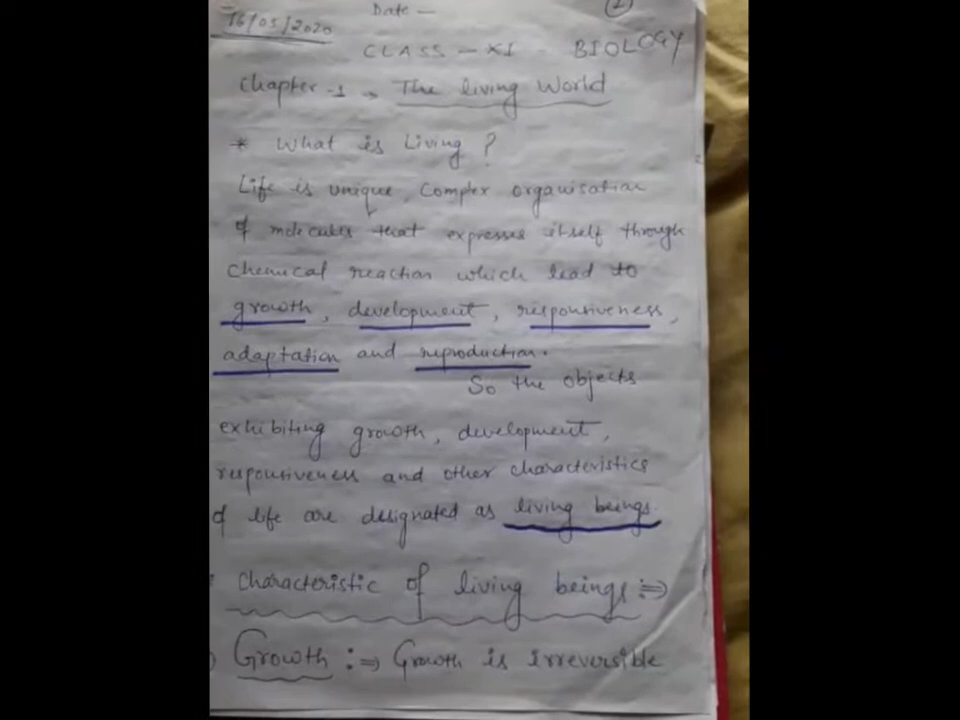 Date —
16/05/2020
CLASS — XI BIOLOGY
Chapter -1 → The living World
* What is Living ?
Life is unique, complex organisation
of molecules that expresses itself through
chemical reaction which lead to
growth, development, responsiveness,
adaptation and reproduction.
So the objects
exhibiting growth, development,
responsiveness and other characteristics
of life are designated as living beings.
Characteristic of living beings :⇒
Growth :⇒ Growth is irreversible